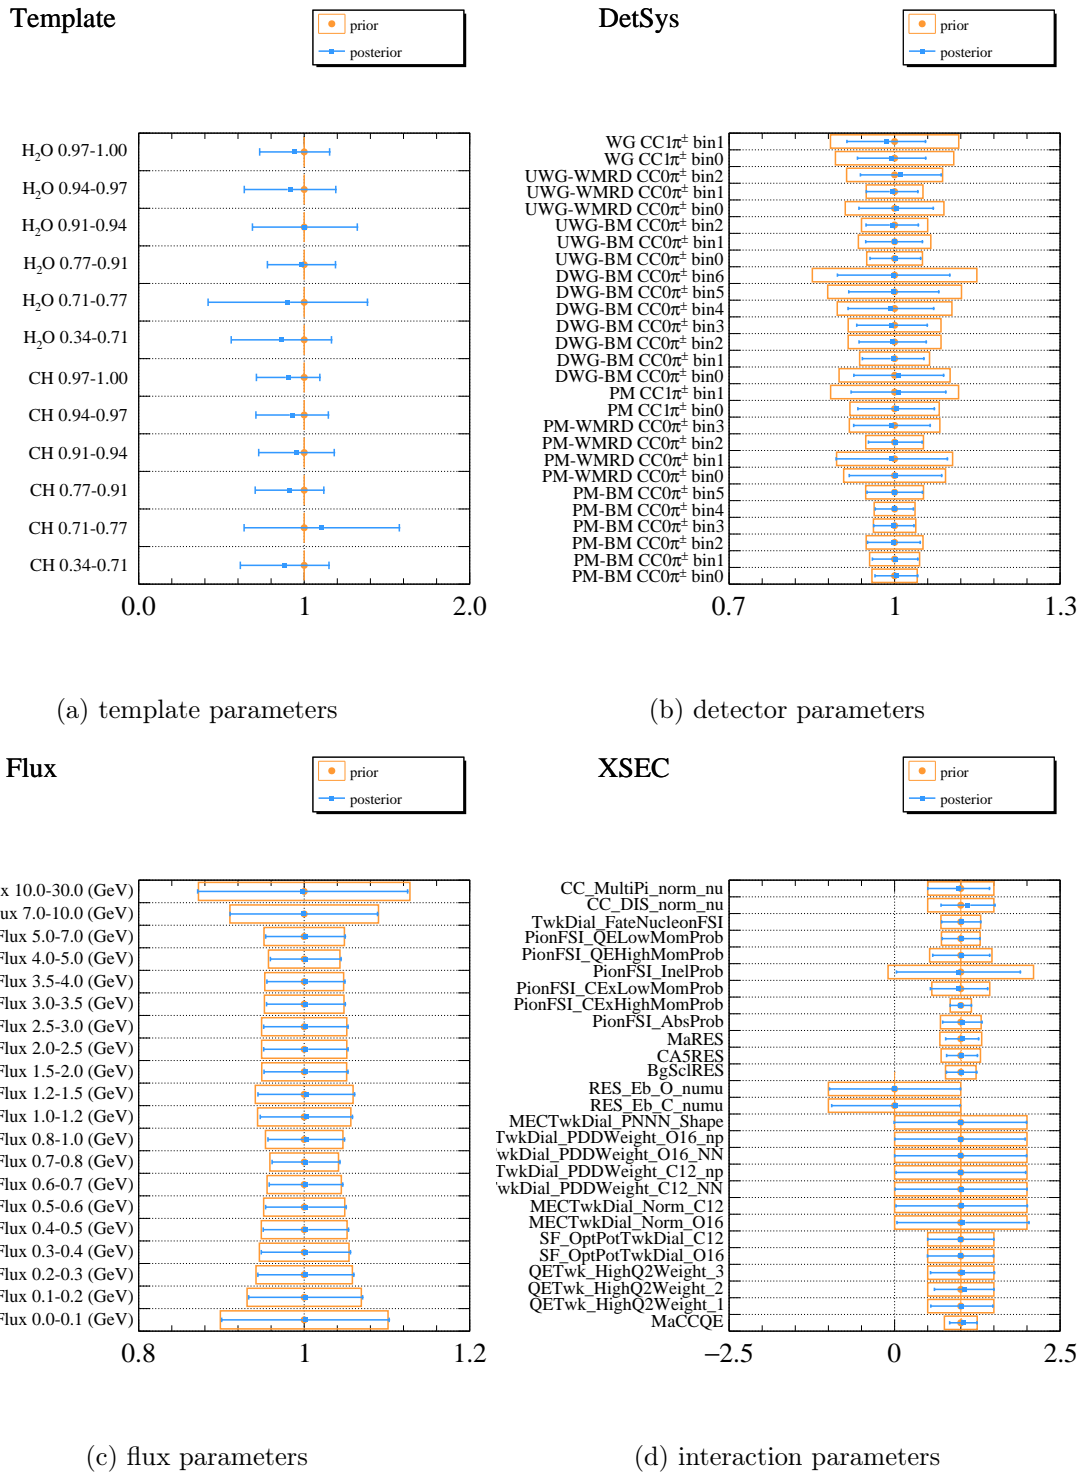 Template
prior
posterior
H₂O 0.97-1.00
H₂O 0.94-0.97
H₂O 0.91-0.94
H₂O 0.77-0.91
H₂O 0.71-0.77
H₂O 0.34-0.71
CH 0.97-1.00
CH 0.94-0.97
CH 0.91-0.94
CH 0.77-0.91
CH 0.71-0.77
CH 0.34-0.71
0.0 1 2.0
(a) template parameters
DetSys
prior
posterior
WG CC1π± bin1
WG CC1π± bin0
UWG-WMRD CC0π± bin2
UWG-WMRD CC0π± bin1
UWG-WMRD CC0π± bin0
UWG-BM CC0π± bin2
UWG-BM CC0π± bin1
UWG-BM CC0π± bin0
DWG-BM CC0π± bin6
DWG-BM CC0π± bin5
DWG-BM CC0π± bin4
DWG-BM CC0π± bin3
DWG-BM CC0π± bin2
DWG-BM CC0π± bin1
DWG-BM CC0π± bin0
PM CC1π± bin1
PM CC1π± bin0
PM-WMRD CC0π± bin3
PM-WMRD CC0π± bin2
PM-WMRD CC0π± bin1
PM-WMRD CC0π± bin0
PM-BM CC0π± bin5
PM-BM CC0π± bin4
PM-BM CC0π± bin3
PM-BM CC0π± bin2
PM-BM CC0π± bin1
PM-BM CC0π± bin0
0.7 1 1.3
(b) detector parameters
Flux
prior
posterior
x 10.0-30.0 (GeV)
lux 7.0-10.0 (GeV)
Flux 5.0-7.0 (GeV)
Flux 4.0-5.0 (GeV)
Flux 3.5-4.0 (GeV)
Flux 3.0-3.5 (GeV)
Flux 2.5-3.0 (GeV)
Flux 2.0-2.5 (GeV)
Flux 1.5-2.0 (GeV)
Flux 1.2-1.5 (GeV)
Flux 1.0-1.2 (GeV)
Flux 0.8-1.0 (GeV)
Flux 0.7-0.8 (GeV)
Flux 0.6-0.7 (GeV)
Flux 0.5-0.6 (GeV)
Flux 0.4-0.5 (GeV)
Flux 0.3-0.4 (GeV)
Flux 0.2-0.3 (GeV)
Flux 0.1-0.2 (GeV)
Flux 0.0-0.1 (GeV)
0.8 1 1.2
(c) flux parameters
XSEC
prior
posterior
CC_MultiPi_norm_nu
CC_DIS_norm_nu
TwkDial_FateNucleonFSI
PionFSI_QELowMomProb
PionFSI_QEHighMomProb
PionFSI_InelProb
PionFSI_CExLowMomProb
PionFSI_CExHighMomProb
PionFSI_AbsProb
MaRES
CA5RES
BgSclRES
RES_Eb_O_numu
RES_Eb_C_numu
MECTwkDial_PNNN_Shape
TwkDial_PDDWeight_O16_np
wkDial_PDDWeight_O16_NN
TwkDial_PDDWeight_C12_np
wkDial_PDDWeight_C12_NN
MECTwkDial_Norm_C12
MECTwkDial_Norm_O16
SF_OptPotTwkDial_C12
SF_OptPotTwkDial_O16
QETwk_HighQ2Weight_3
QETwk_HighQ2Weight_2
QETwk_HighQ2Weight_1
MaCCQE
−2.5 0 2.5
(d) interaction parameters